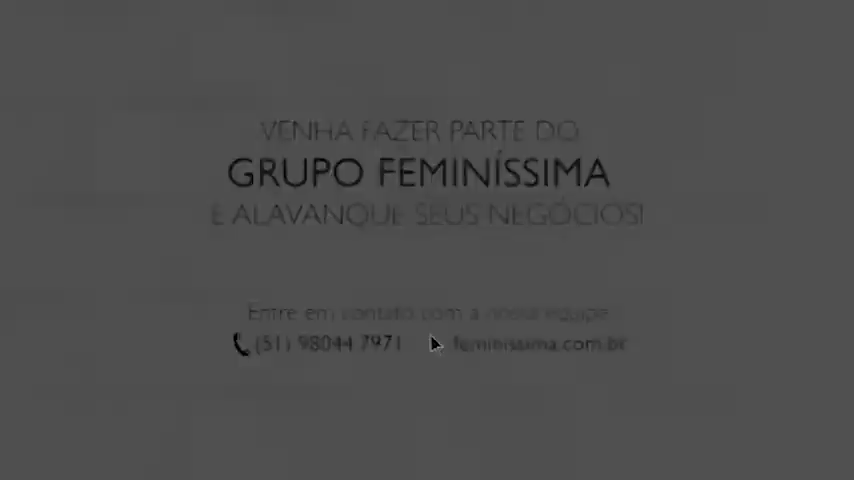 VENHA FAZER PARTE DO
GRUPO FEMINÍSSIMA
E ALAVANQUE SEUS NEGÓCIOS!
Entre em contato com a nossa equipe
(51) 98044 7971 feminissima.com.br